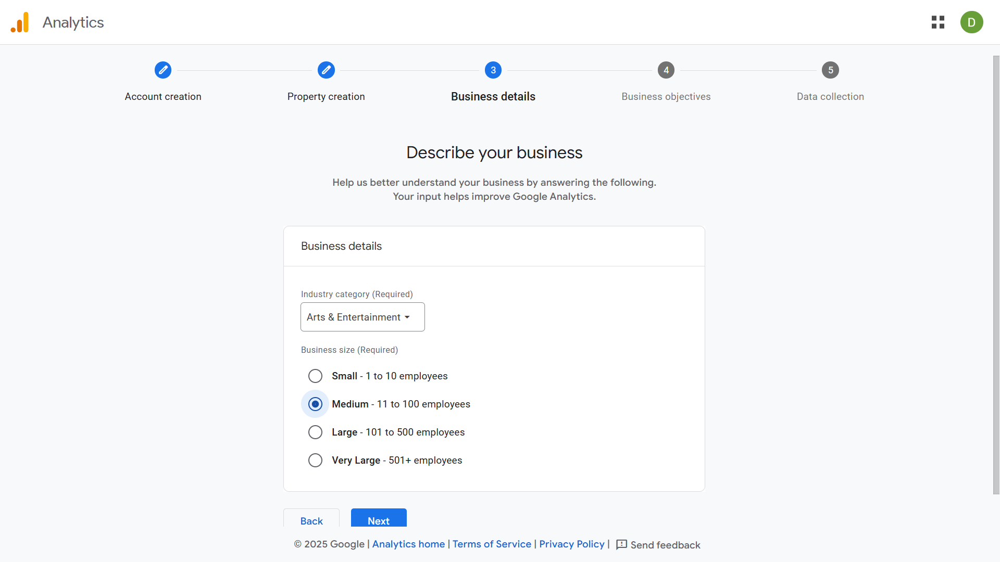 Analytics
D
3
4
5
Account creation
Property creation
Business details
Business objectives
Data collection
Describe your business
Help us better understand your business by answering the following.
Your input helps improve Google Analytics.
Business details
Industry category (Required)
Arts & Entertainment
Business size (Required)
Small - 1 to 10 employees
Medium - 11 to 100 employees
Large - 101 to 500 employees
Very Large - 501+ employees
Back
Next
© 2025 Google | Analytics home | Terms of Service | Privacy Policy | Send feedback